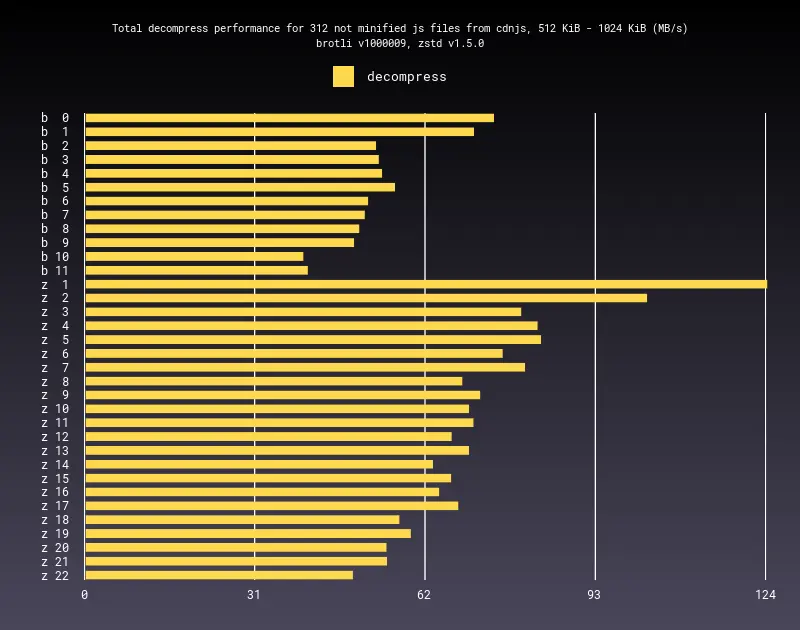 Total decompress performance for 312 not minified js files from cdnjs, 512 KiB - 1024 KiB (MB/s)
brotli v1000009, zstd v1.5.0
decompress
b 0
b 1
b 2
b 3
b 4
b 5
b 6
b 7
b 8
b 9
b 10
b 11
z 1
z 2
z 3
z 4
z 5
z 6
z 7
z 8
z 9
z 10
z 11
z 12
z 13
z 14
z 15
z 16
z 17
z 18
z 19
z 20
z 21
z 22
0 31 62 93 124